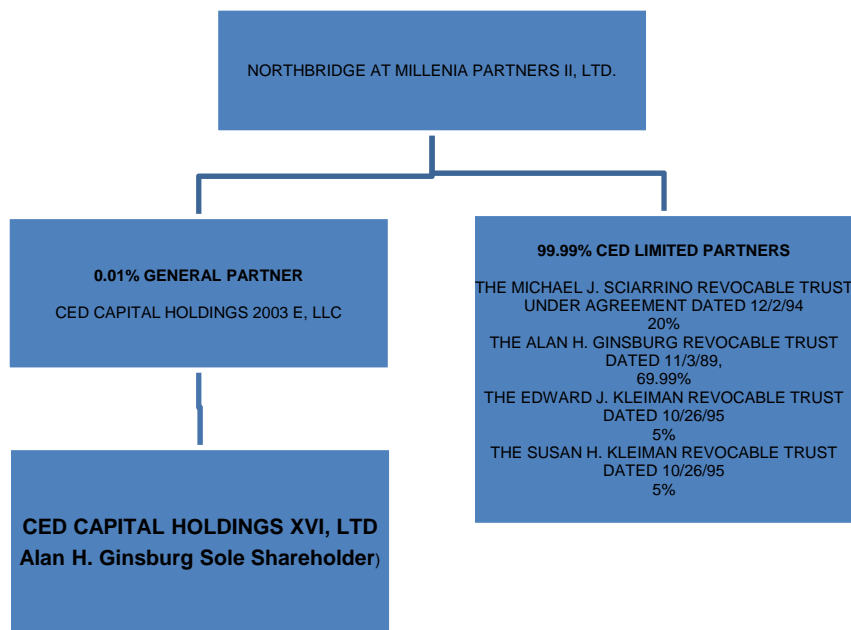 NORTHBRIDGE AT MILLENIA PARTNERS II, LTD.
0.01% GENERAL PARTNER
CED CAPITAL HOLDINGS 2003 E, LLC
99.99% CED LIMITED PARTNERS
THE MICHAEL J. SCIARRINO REVOCABLE TRUST
UNDER AGREEMENT DATED 12/2/94
20%
THE ALAN H. GINSBURG REVOCABLE TRUST
DATED 11/3/89,
69.99%
THE EDWARD J. KLEIMAN REVOCABLE TRUST
DATED 10/26/95
5%
THE SUSAN H. KLEIMAN REVOCABLE TRUST
DATED 10/26/95
5%
CED CAPITAL HOLDINGS XVI, LTD
Alan H. Ginsburg Sole Shareholder)